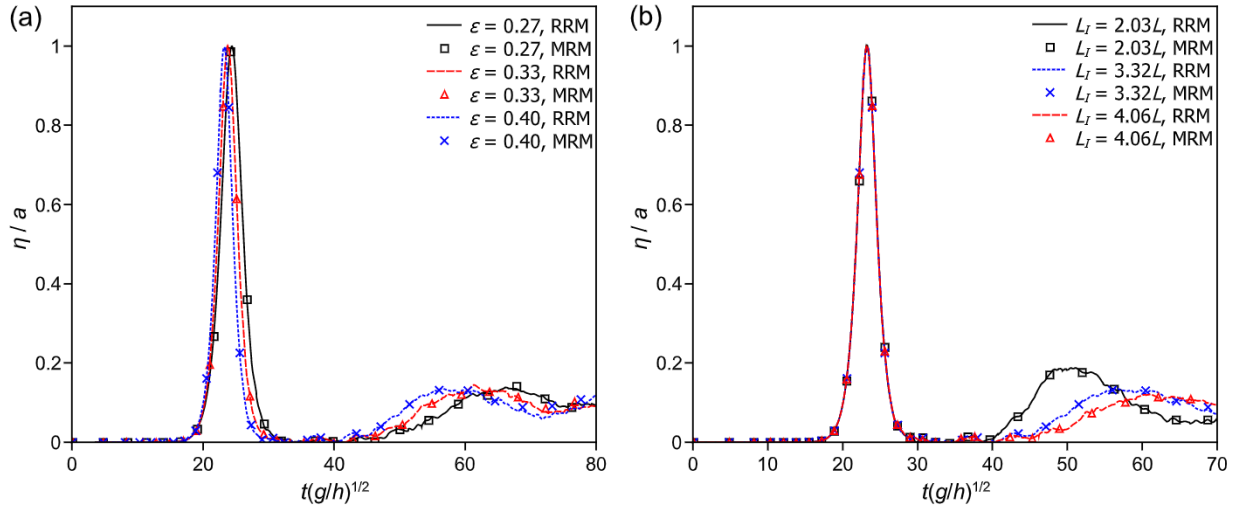 (a)
ε = 0.27, RRM
ε = 0.27, MRM
ε = 0.33, RRM
ε = 0.33, MRM
ε = 0.40, RRM
ε = 0.40, MRM
1
0.8
0.6
0.4
0.2
0
η / a
0 20 40 60 80
t(g/h)^1/2
(b)
L_I = 2.03L, RRM
L_I = 2.03L, MRM
L_I = 3.32L, RRM
L_I = 3.32L, MRM
L_I = 4.06L, RRM
L_I = 4.06L, MRM
1
0.8
0.6
0.4
0.2
0
η / a
0 10 20 30 40 50 60 70
t(g/h)^1/2